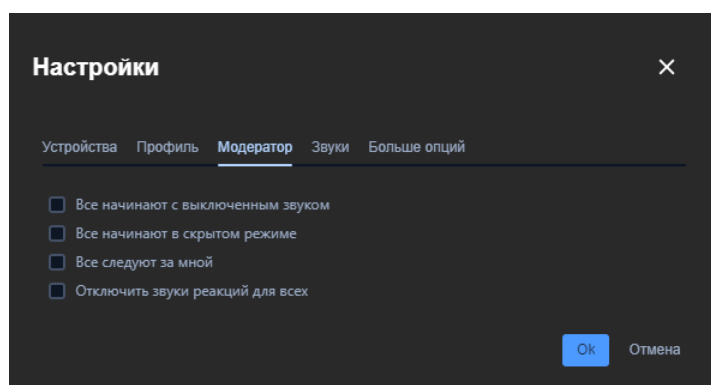 Настройки
Устройства Профиль Модератор Звуки Больше опций
Все начинают с выключенным звуком
Все начинают в скрытом режиме
Все следуют за мной
Отключить звуки реакций для всех
Ok Отмена